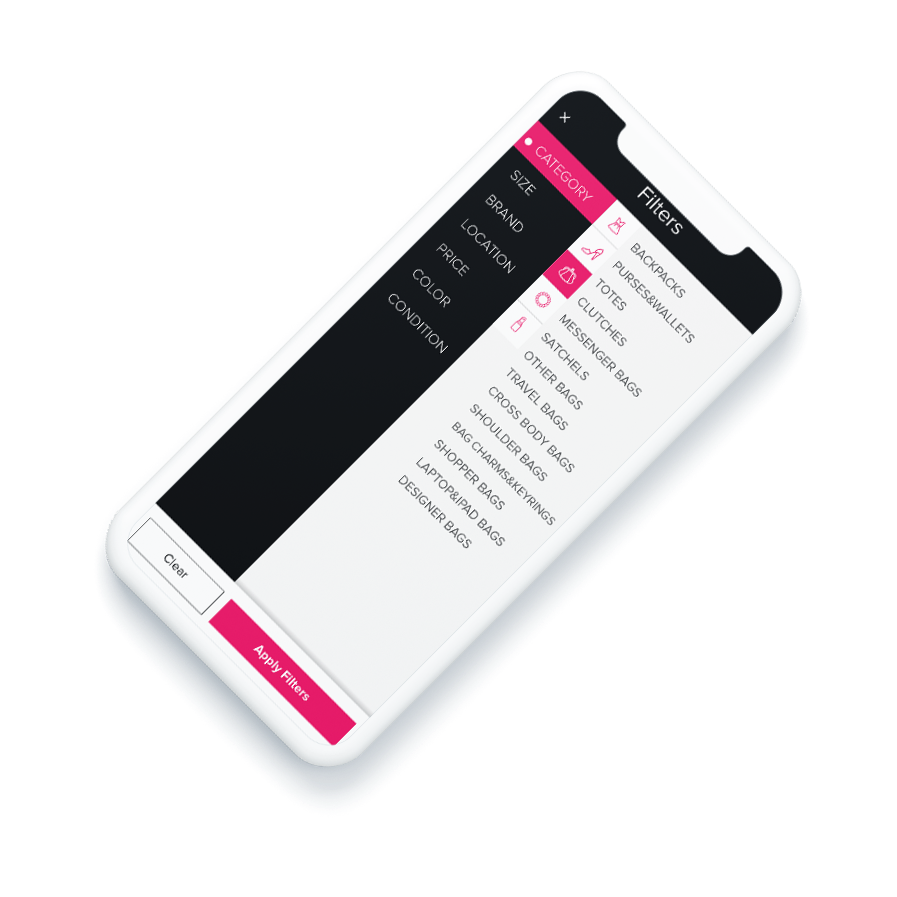 ×
Filters
CATEGORY
SIZE
BRAND
LOCATION
PRICE
COLOR
CONDITION
BACKPACKS
PURSES&WALLETS
TOTES
CLUTCHES
MESSENGER BAGS
SATCHELS
OTHER BAGS
TRAVEL BAGS
CROSS BODY BAGS
SHOULDER BAGS
BAG CHARMS&KEYRINGS
SHOPPER BAGS
LAPTOP&IPAD BAGS
DESIGNER BAGS
Clear
Apply Filters